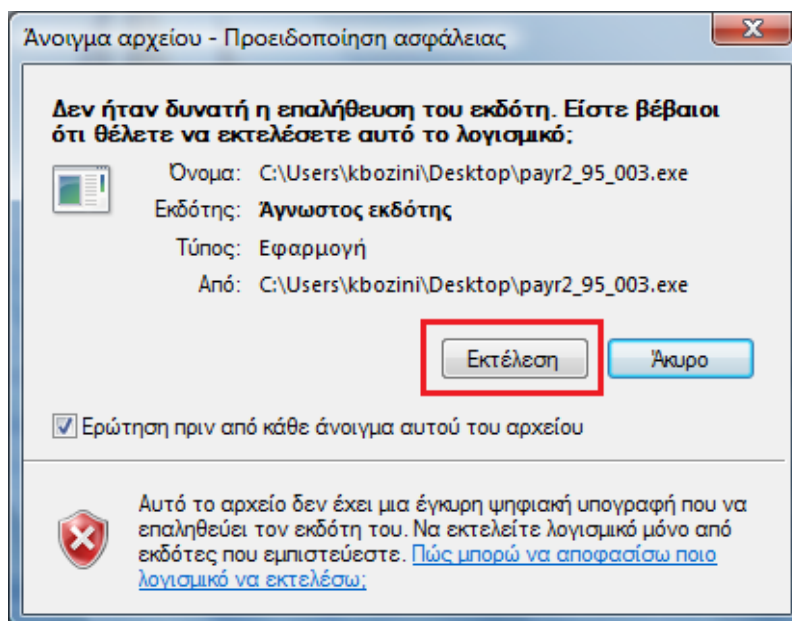 Άνοιγμα αρχείου - Προειδοποίηση ασφάλειας
Δεν ήταν δυνατή η επαλήθευση του εκδότη. Είστε βέβαιοι
ότι θέλετε να εκτελέσετε αυτό το λογισμικό;
Όνομα: C:\Users\kbozini\Desktop\payr2_95_003.exe
Εκδότης: Άγνωστος εκδότης
Τύπος: Εφαρμογή
Από: C:\Users\kbozini\Desktop\payr2_95_003.exe
Εκτέλεση Άκυρο
Ερώτηση πριν από κάθε άνοιγμα αυτού του αρχείου
Αυτό το αρχείο δεν έχει μια έγκυρη ψηφιακή υπογραφή που να
επαληθεύει τον εκδότη του. Να εκτελείτε λογισμικό μόνο από
εκδότες που εμπιστεύεστε. Πώς μπορώ να αποφασίσω ποιο
λογισμικό να εκτελέσω;